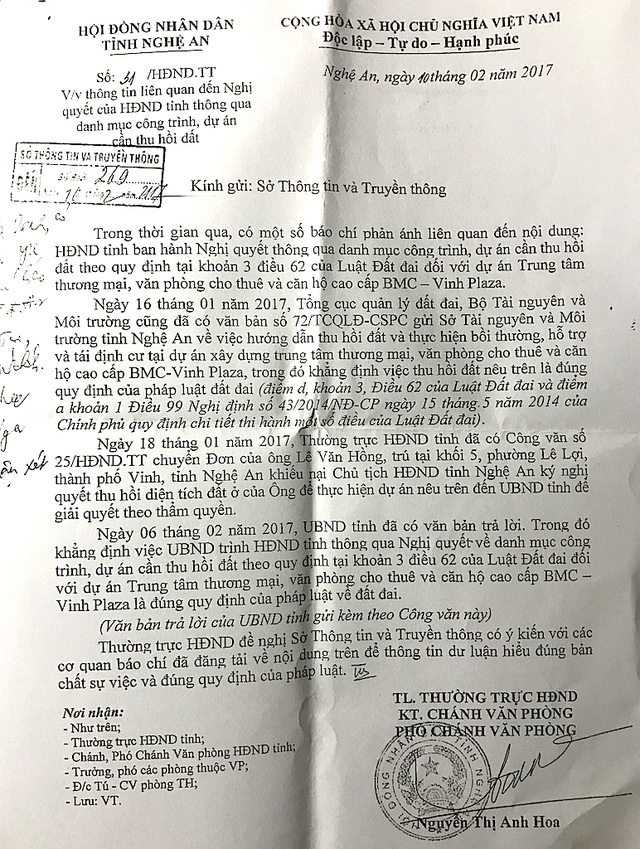 HỘI ĐỒNG NHÂN DÂN
TỈNH NGHỆ AN
CỘNG HÒA XÃ HỘI CHỦ NGHĨA VIỆT NAM
Độc lập – Tự do – Hạnh phúc
Số: 31 /HĐND.TT
V/v thông tin liên quan đến Nghị
quyết của HĐND tỉnh thông qua
danh mục công trình, dự án
cần thu hồi đất
Nghệ An, ngày 10 tháng 02 năm 2017
SỞ THÔNG TIN VÀ TRUYỀN THÔNG
ĐẾN
269
Kính gửi: Sở Thông tin và Truyền thông
Trong thời gian qua, có một số báo chí phản ánh liên quan đến nội dung:
HĐND tỉnh ban hành Nghị quyết thông qua danh mục công trình, dự án cần thu hồi
đất theo quy định tại khoản 3 điều 62 của Luật Đất đai đối với dự án Trung tâm
thương mại, văn phòng cho thuê và căn hộ cao cấp BMC – Vinh Plaza.
Ngày 16 tháng 01 năm 2017, Tổng cục quản lý đất đai, Bộ Tài nguyên và
Môi trường cũng đã có văn bản số 72/TCQLĐ-CSPC gửi Sở Tài nguyên và Môi
trường tỉnh Nghệ An về việc hướng dẫn thu hồi đất và thực hiện bồi thường, hỗ trợ
và tái định cư tại dự án xây dựng trung tâm thương mại, văn phòng cho thuê và căn
hộ cao cấp BMC-Vinh Plaza, trong đó khẳng định việc thu hồi đất nêu trên là đúng
quy định của pháp luật đất đai (điểm d, khoản 3, Điều 62 của Luật Đất đai và điểm
a khoản 1 Điều 99 Nghị định số 43/2014/NĐ-CP ngày 15 tháng 5 năm 2014 của
Chính phủ quy định chi tiết thi hành một số điều của Luật Đất đai).
Ngày 18 tháng 01 năm 2017, Thường trực HĐND tỉnh đã có Công văn số
25/HĐND.TT chuyển Đơn của ông Lê Văn Hồng, trú tại khối 5, phường Lê Lợi,
thành phố Vinh, tỉnh Nghệ An khiếu nại Chủ tịch HĐND tỉnh Nghệ An ký nghị
quyết thu hồi diện tích đất ở của Ông để thực hiện dự án nêu trên đến UBND tỉnh để
giải quyết theo thẩm quyền.
Ngày 06 tháng 02 năm 2017, UBND tỉnh đã có văn bản trả lời. Trong đó
khẳng định việc UBND trình HĐND tỉnh thông qua Nghị quyết về danh mục công
trình, dự án cần thu hồi đất theo quy định tại khoản 3 điều 62 của Luật Đất đai đối
với dự án Trung tâm thương mại, văn phòng cho thuê và căn hộ cao cấp BMC –
Vinh Plaza là đúng quy định của pháp luật về đất đai.
(Văn bản trả lời của UBND tỉnh gửi kèm theo Công văn này)
Thường trực HĐND đề nghị Sở Thông tin và Truyền thông có ý kiến với các
cơ quan báo chí đã đăng tải về nội dung trên để thông tin dư luận hiểu đúng bản
chất sự việc và đúng quy định của pháp luật.
Nơi nhận:
- Như trên;
- Thường trực HĐND tỉnh;
- Chánh, Phó Chánh Văn phòng HĐND tỉnh;
- Trưởng, phó các phòng thuộc VP;
- Đ/c Tú - CV phòng TH;
- Lưu: VT.
TL. THƯỜNG TRỰC HĐND
KT. CHÁNH VĂN PHÒNG
PHÓ CHÁNH VĂN PHÒNG
Nguyễn Thị Anh Hoa